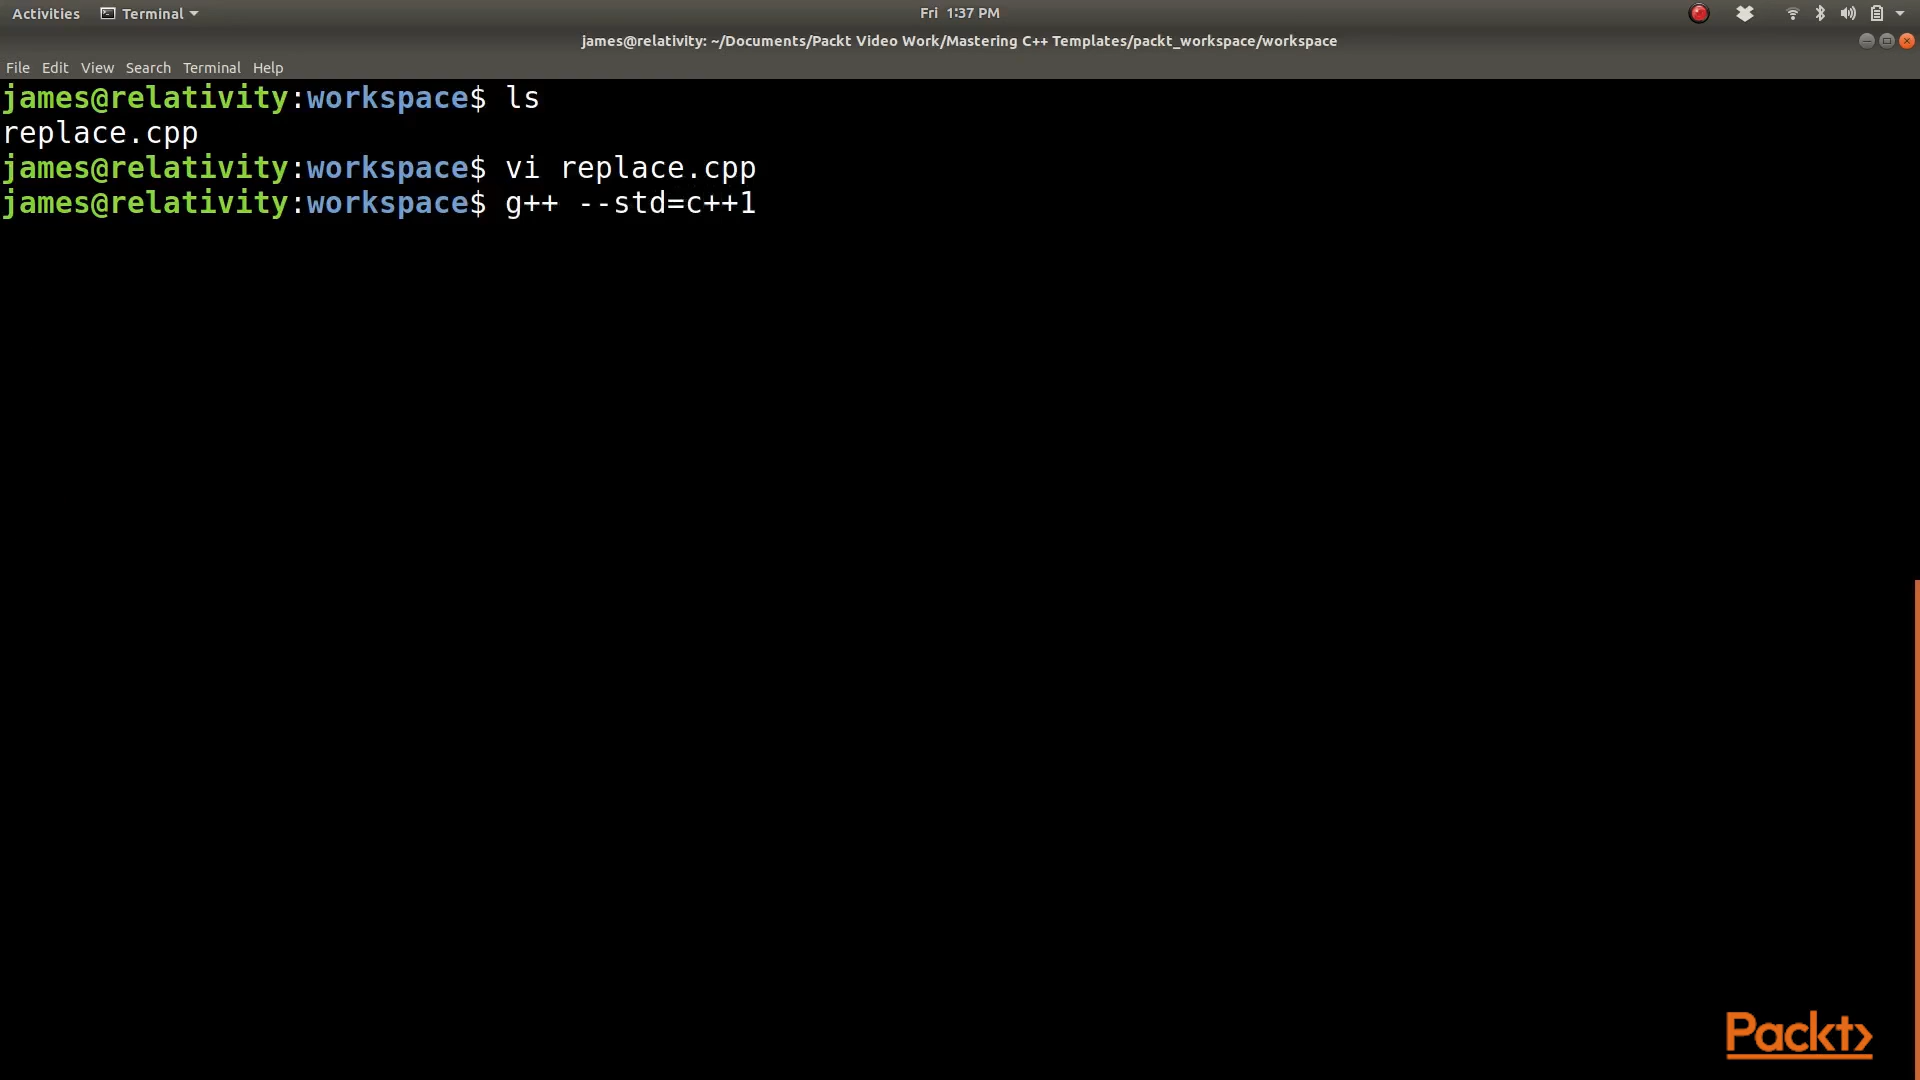 Activities Terminal Fri 1:37 PM
james@relativity: ~/Documents/Packt Video Work/Mastering C++ Templates/packt_workspace/workspace
File Edit View Search Terminal Help
james@relativity:workspace$ ls
replace.cpp
james@relativity:workspace$ vi replace.cpp
james@relativity:workspace$ g++ --std=c++1
Packt